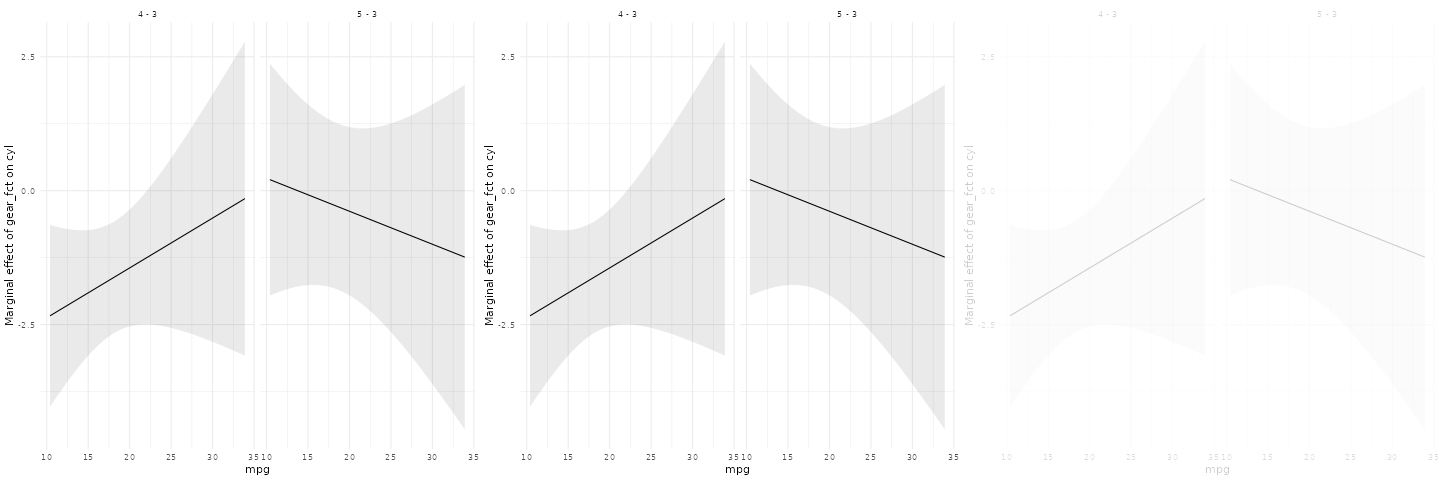 4 - 3 5 - 3 4 - 3 5 - 3 4 - 3 5 - 3
2.5 2.5 2.5
0.0 0.0 0.0
-2.5 -2.5 -2.5
Marginal effect of gear_fct on cyl
Marginal effect of gear_fct on cyl
Marginal effect of gear_fct on cyl
10 15 20 25 30 35 10 15 20 25 30 35 10 15 20 25 30 35 10 15 20 25 30 35 10 15 20 25 30 35 10 15 20 25 30 35
mpg mpg mpg